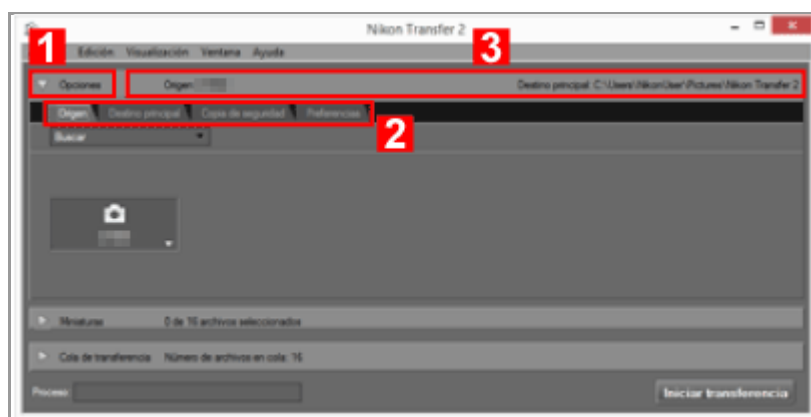 Nikon Transfer 2
1
3
Edición Visualización Ventana Ayuda
Opciones Origen: Destino principal: C:\Users\NikonUser\Pictures\Nikon Transfer 2
Origen Destino principal Copia de seguridad Preferencias
2
Buscar
Miniaturas 0 de 16 archivos seleccionados
Cola de transferencia Número de archivos en cola: 16
Proceso: Iniciar transferencia